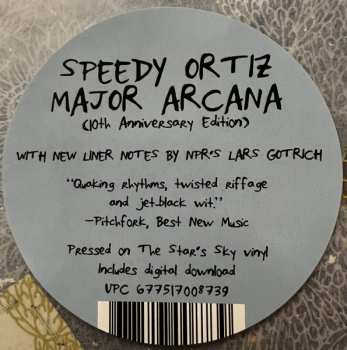 SPEEDY ORTIZ
MAJOR ARCANA
(10th Anniversary Edition)
WITH NEW LINER NOTES BY NPR'S LARS GOTRICH
"Quaking rhythms, twisted riffage
and jet-black wit."
—Pitchfork, Best New Music
Pressed on The Star's Sky vinyl
Includes digital download
UPC 677517008739